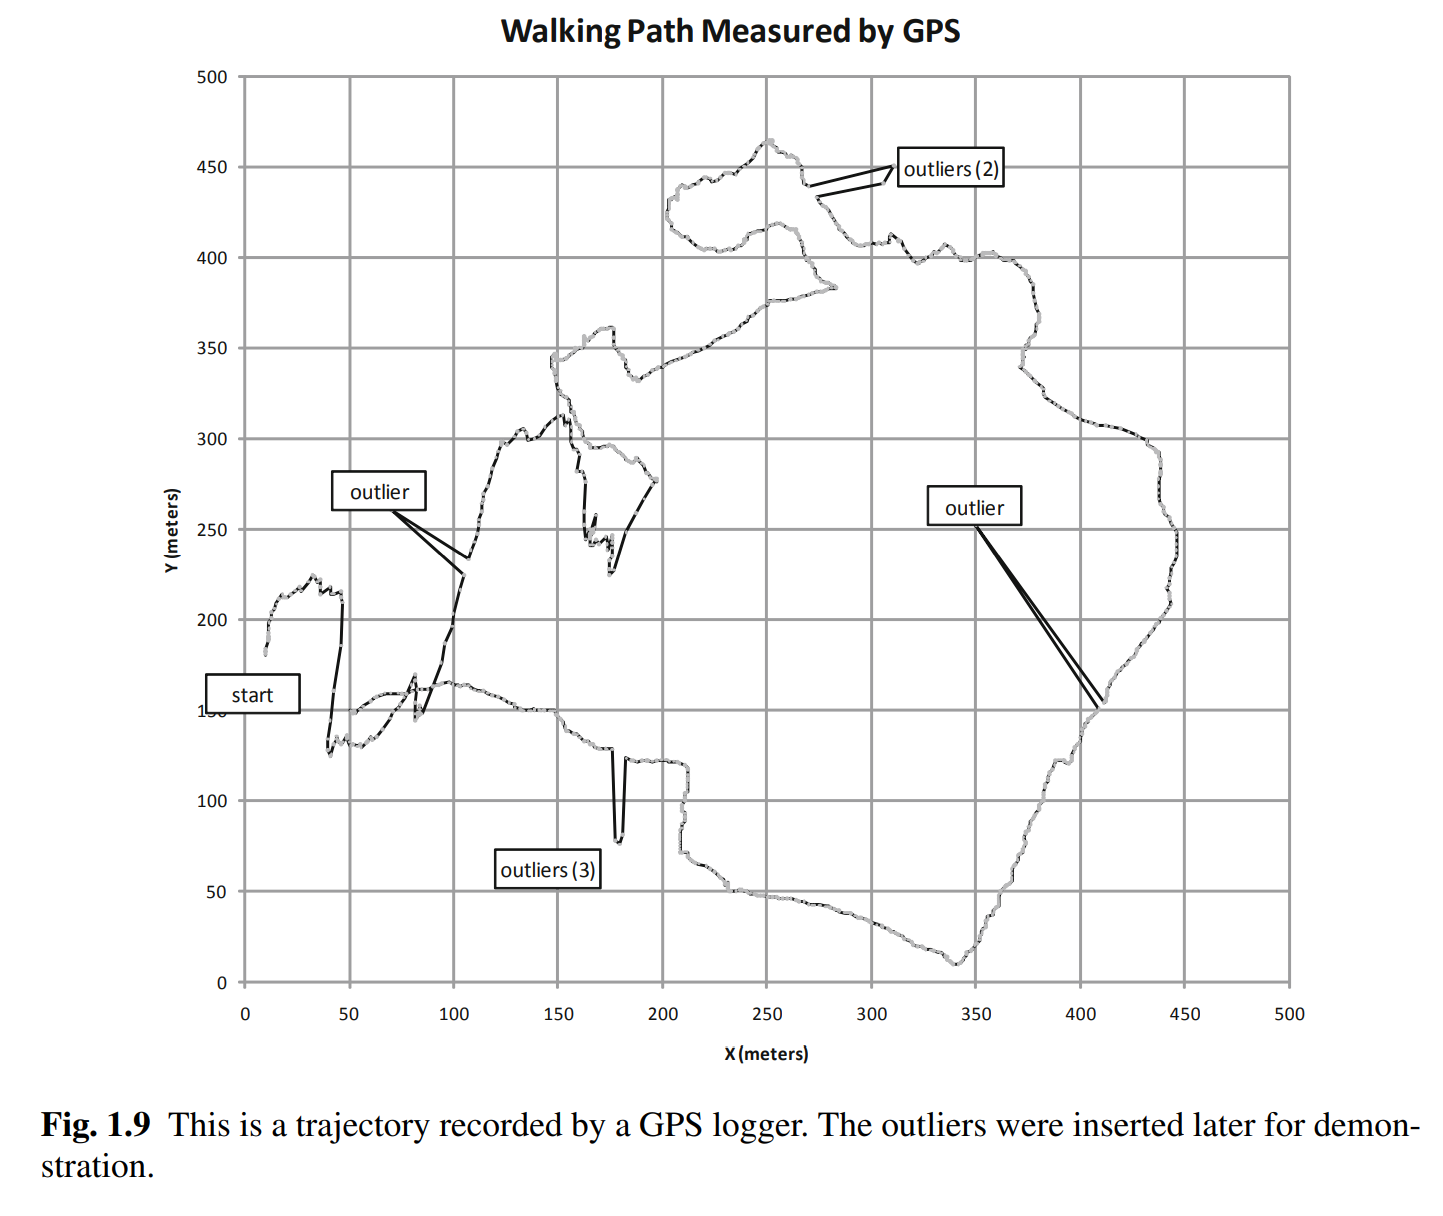 Walking Path Measured by GPS
500
450
outliers (2)
400
350
300
outlier
outlier
250
Y (meters)
200
start
150
100
outliers (3)
50
0
0 50 100 150 200 250 300 350 400 450 500
X (meters)
Fig. 1.9 This is a trajectory recorded by a GPS logger. The outliers were inserted later for demon-
stration.